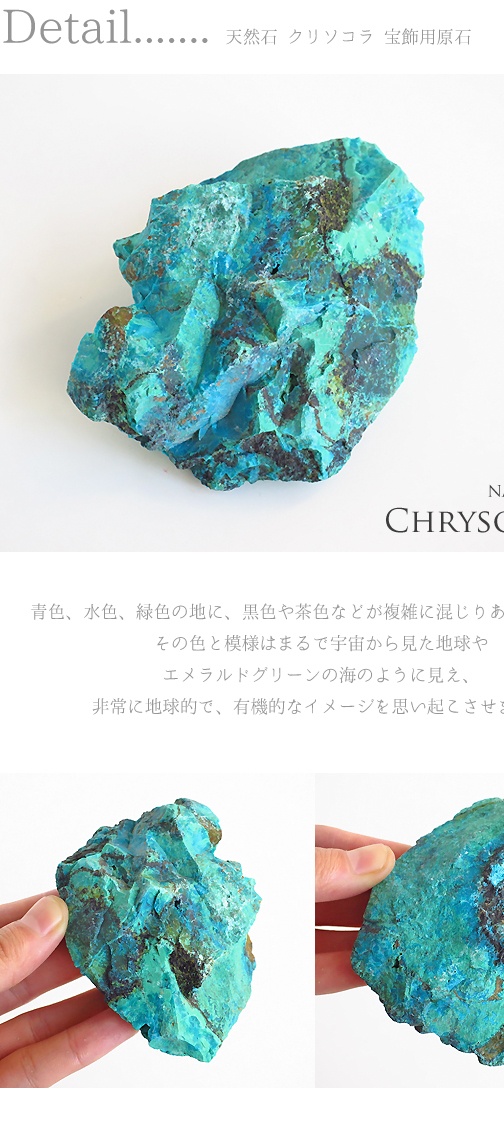 Detail....... 天然石 クリソコラ 宝飾用原石
NA
CHRYSO
青色、水色、緑色の地に、黒色や茶色などが複雑に混じりあ
その色と模様はまるで宇宙から見た地球や
エメラルドグリーンの海のように見え、
非常に地球的で、有機的なイメージを思い起こさせま